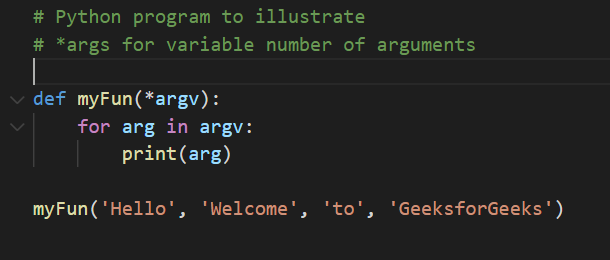 # Python program to illustrate
# *args for variable number of arguments
def myFun(*argv):
    for arg in argv:
        print(arg)
myFun('Hello', 'Welcome', 'to', 'GeeksforGeeks')